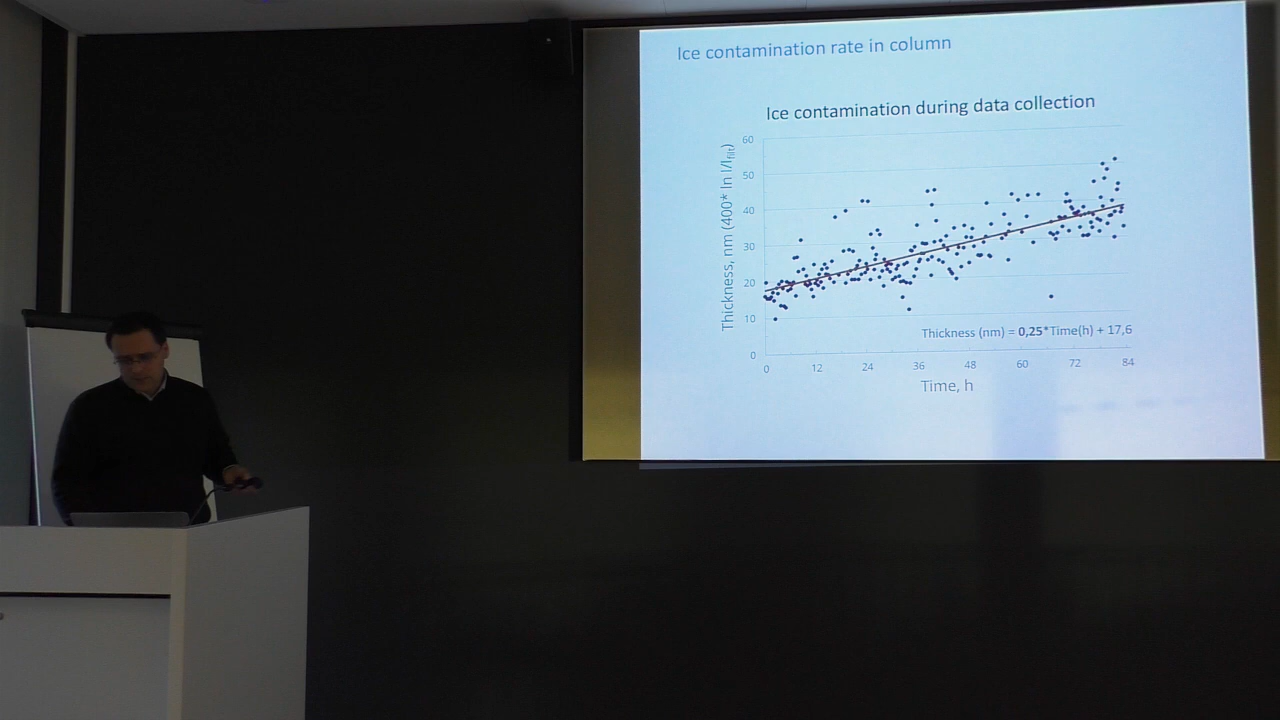 Ice contamination rate in column
Ice contamination during data collection
Thickness, nm (400* ln I/Ifilt)
60
50
40
30
20
10
0
Thickness (nm) = 0,25*Time(h) + 17,6
0 12 24 36 48 60 72 84
Time, h